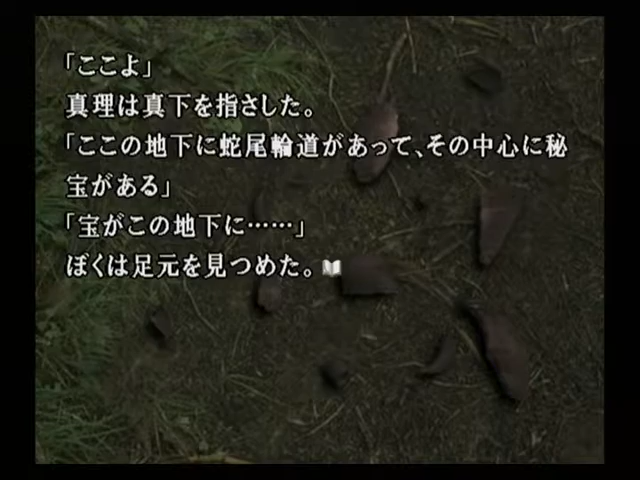 「ここよ」
真理は真下を指さした。
「ここの地下に蛇尾輪道があって、その中心に秘
宝がある」
「宝がこの地下に……」
ぼくは足元を見つめた。